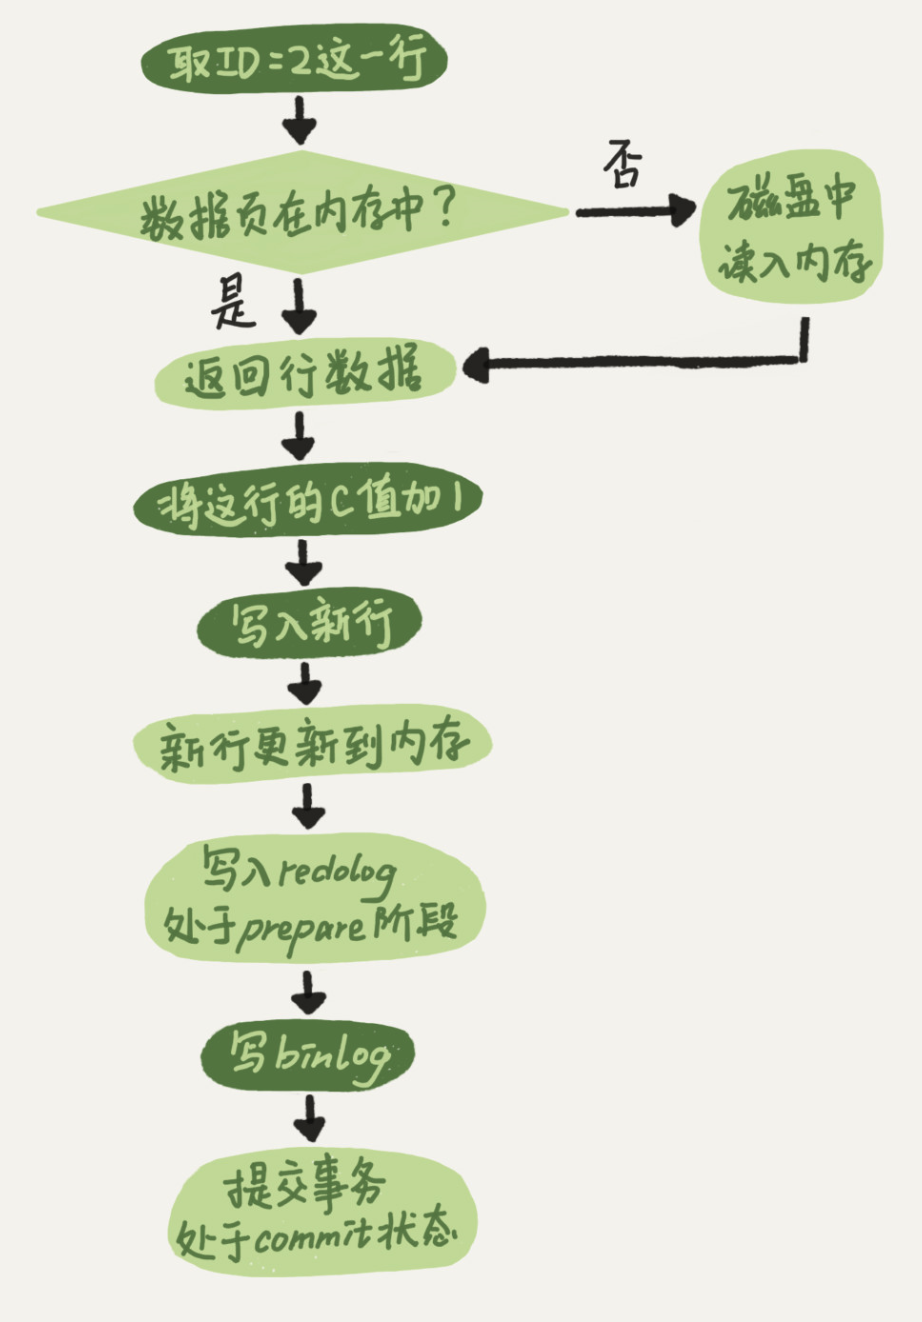 取ID=2这一行
数据页在内存中？
否
磁盘中
读入内存
是
返回行数据
将这行的C值加1
写入新行
新行更新到内存
写入redolog
处于prepare阶段
写binlog
提交事务
处于commit状态